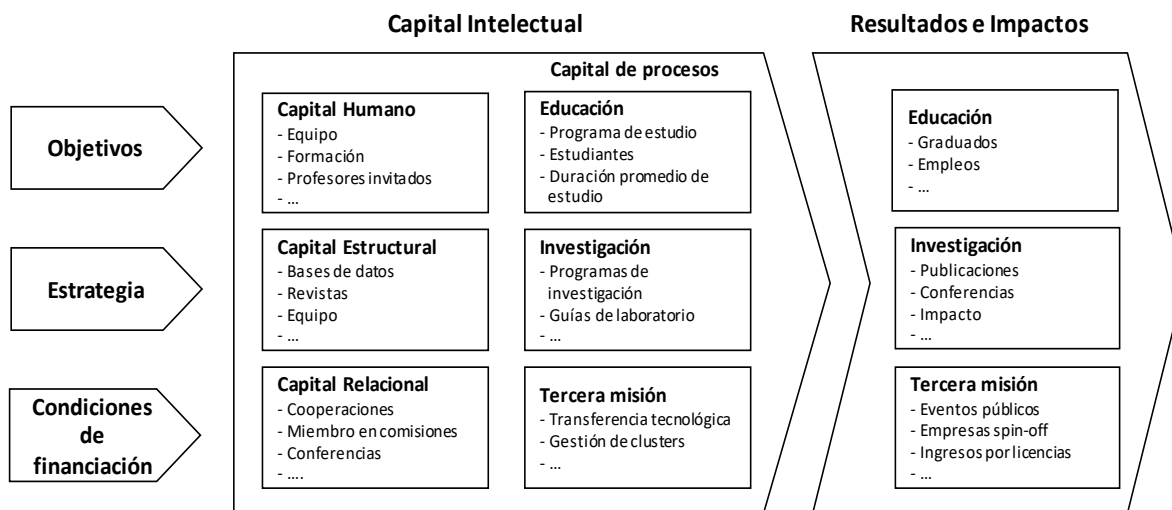 Capital Intelectual
Resultados e Impactos
Objetivos
Estrategia
Condiciones
de
financiación
Capital de procesos
Capital Humano
- Equipo
- Formación
- Profesores invitados
- ...
Educación
- Programa de estudio
- Estudiantes
- Duración promedio de
estudio
Capital Estructural
- Bases de datos
- Revistas
- Equipo
- ...
Investigación
- Programas de
investigación
- Guías de laboratorio
- ...
Capital Relacional
- Cooperaciones
- Miembro en comisiones
- Conferencias
- ....
Tercera misión
- Transferencia tecnológica
- Gestión de clusters
- ...
Educación
- Graduados
- Empleos
- ...
Investigación
- Publicaciones
- Conferencias
- Impacto
- ...
Tercera misión
- Eventos públicos
- Empresas spin-off
- Ingresos por licencias
- ...